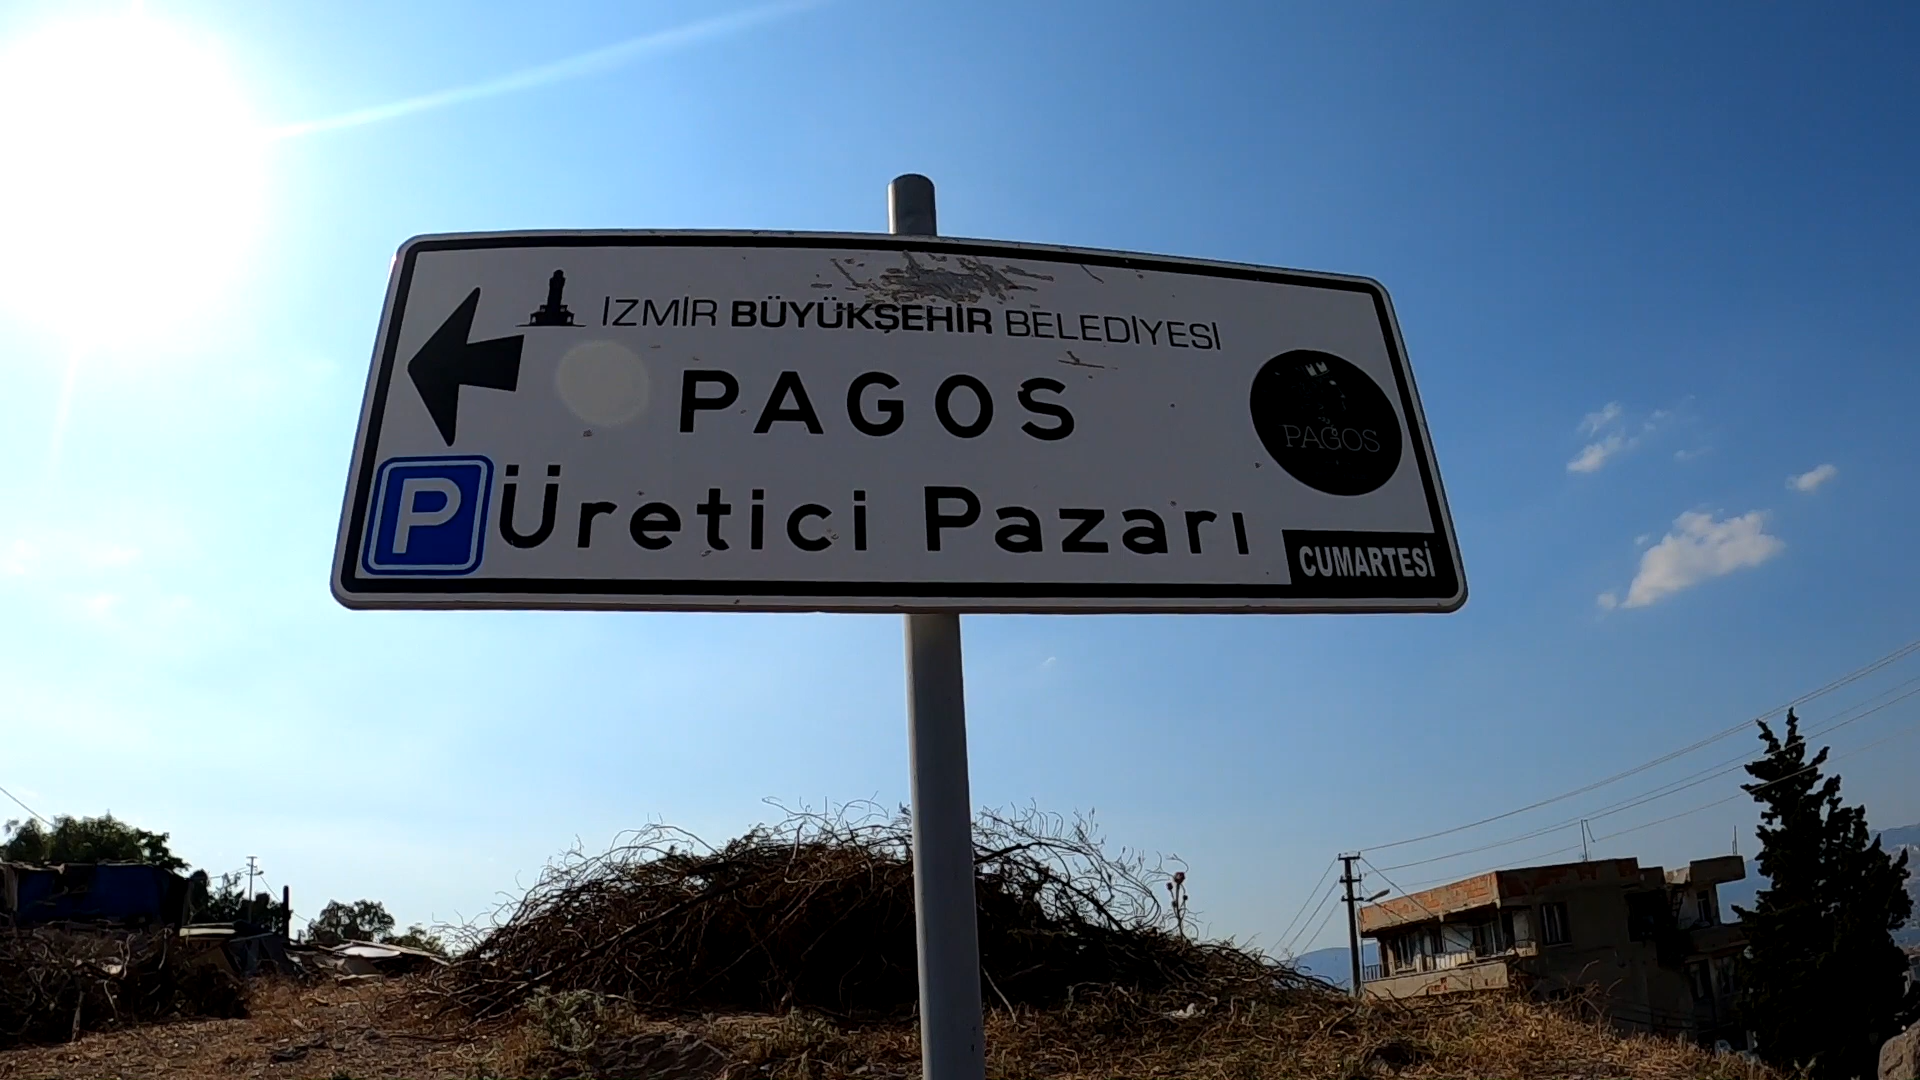 İZMİR BÜYÜKŞEHİR BELEDİYESİ
PAGOS
PAGOS
P Üretici Pazarı
CUMARTESİ